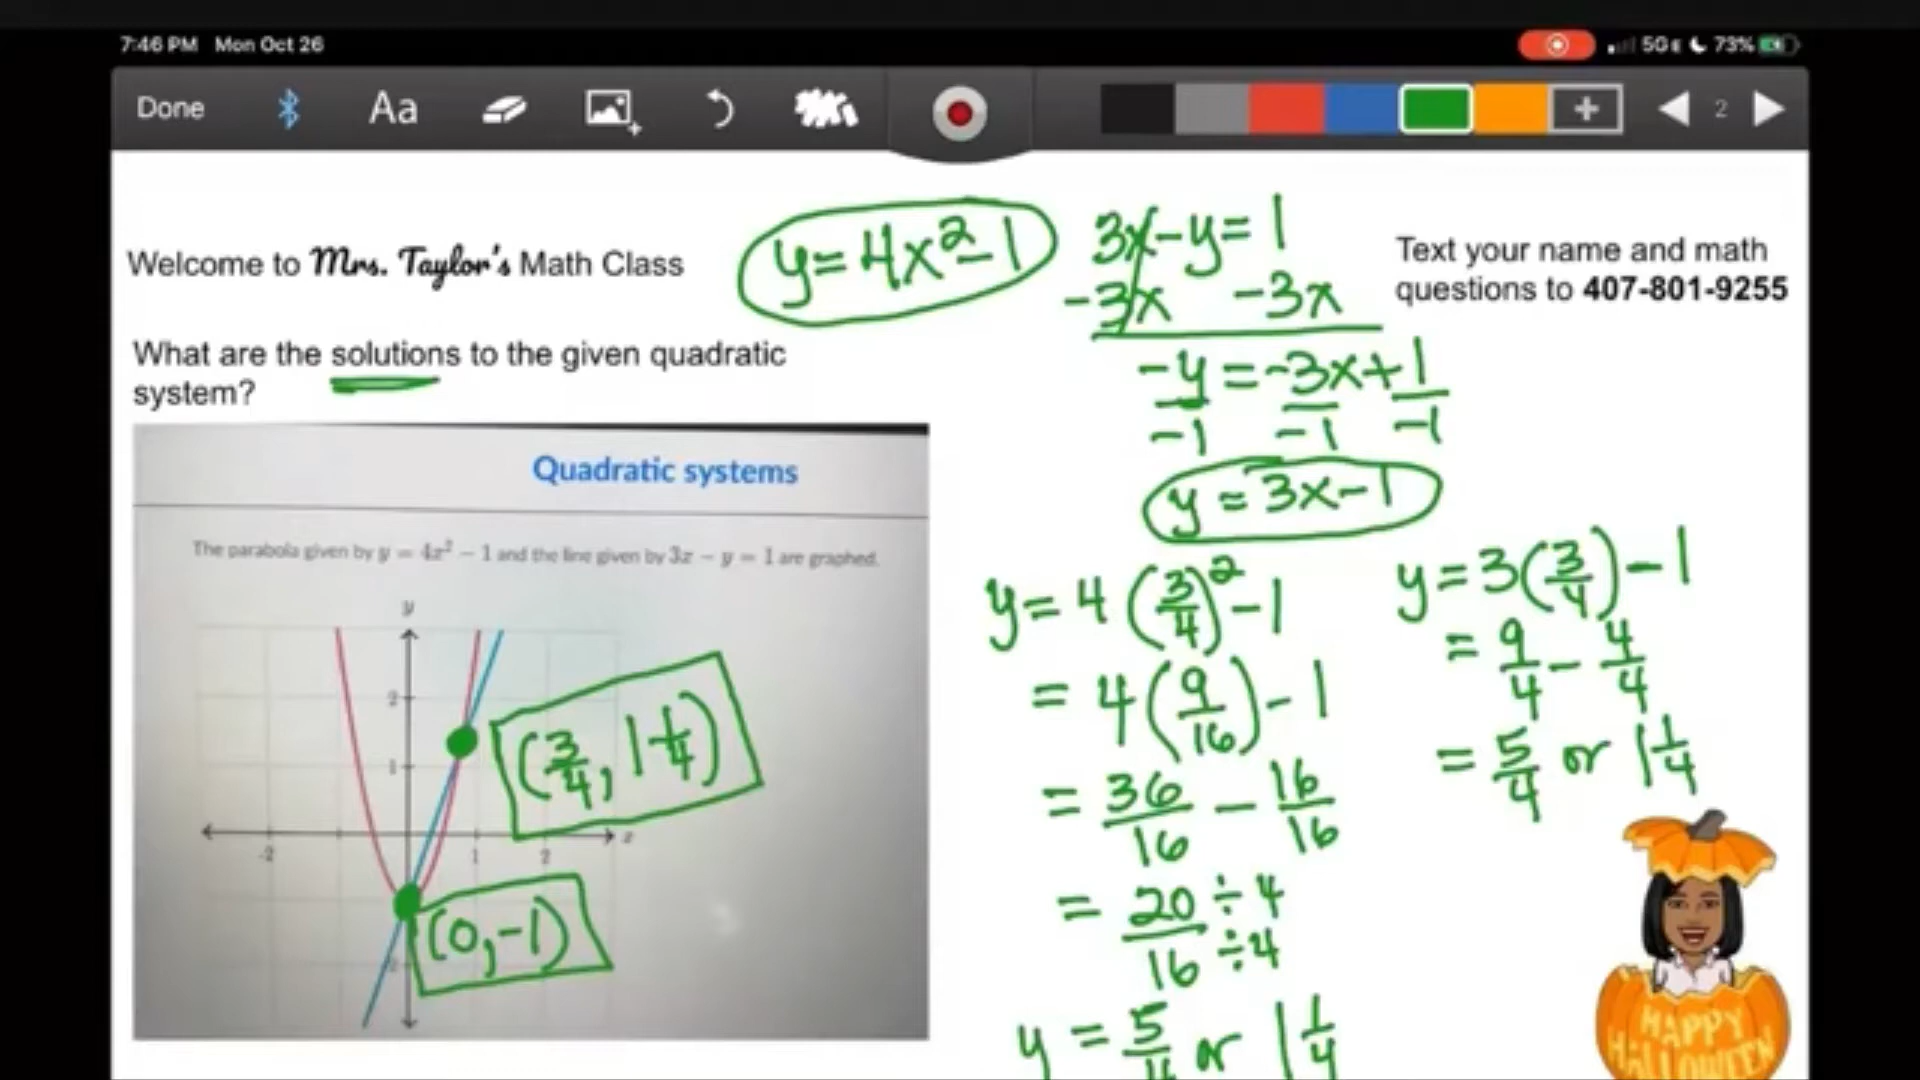 7:46 PM Mon Oct 26
5G E 73%
Done Aa + 2
Welcome to Mrs. Taylor's Math Class
Text your name and math
questions to 407-801-9255
What are the solutions to the given quadratic
system?
y=4x²-1
3x-y=1
-3x -3x
-y=-3x+1
-1 -1 -1
y=3x-1
Quadratic systems
The parabola given by y = 4x² - 1 and the line given by 3x - y = 1 are graphed.
y
2
1
-2 1 2 x
(3/4, 1 1/4)
(0,-1)
y=4(3/4)²-1
=4(9/16)-1
=36/16-16/16
=20÷4/16÷4
y=5/4 or 1 1/4
y=3(3/4)-1
=9/4-4/4
=5/4 or 1 1/4
HAPPY
HALLOWEEN